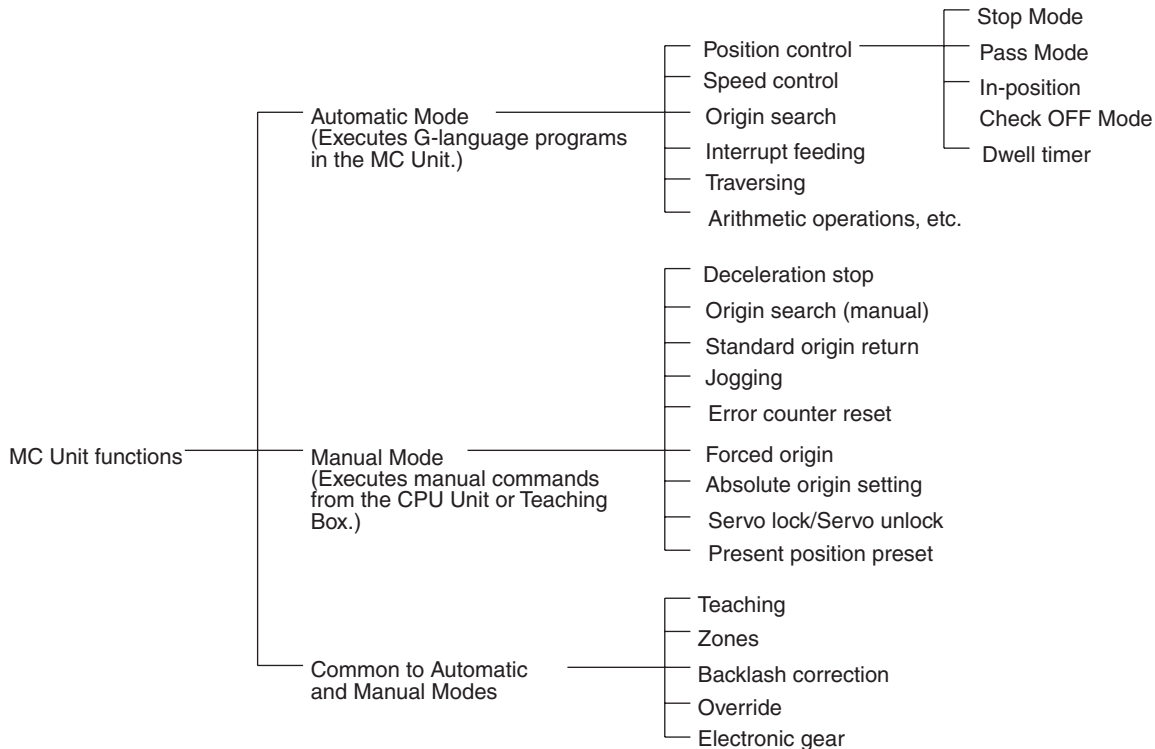 Stop Mode
Position control
Pass Mode
Speed control
In-position
Check OFF Mode
Automatic Mode
(Executes G-language programs
in the MC Unit.)
Origin search
Interrupt feeding
Dwell timer
Traversing
Arithmetic operations, etc.
Deceleration stop
Origin search (manual)
Standard origin return
Jogging
Error counter reset
MC Unit functions
Manual Mode
(Executes manual commands
from the CPU Unit or Teaching
Box.)
Forced origin
Absolute origin setting
Servo lock/Servo unlock
Present position preset
Teaching
Zones
Common to Automatic
and Manual Modes
Backlash correction
Override
Electronic gear